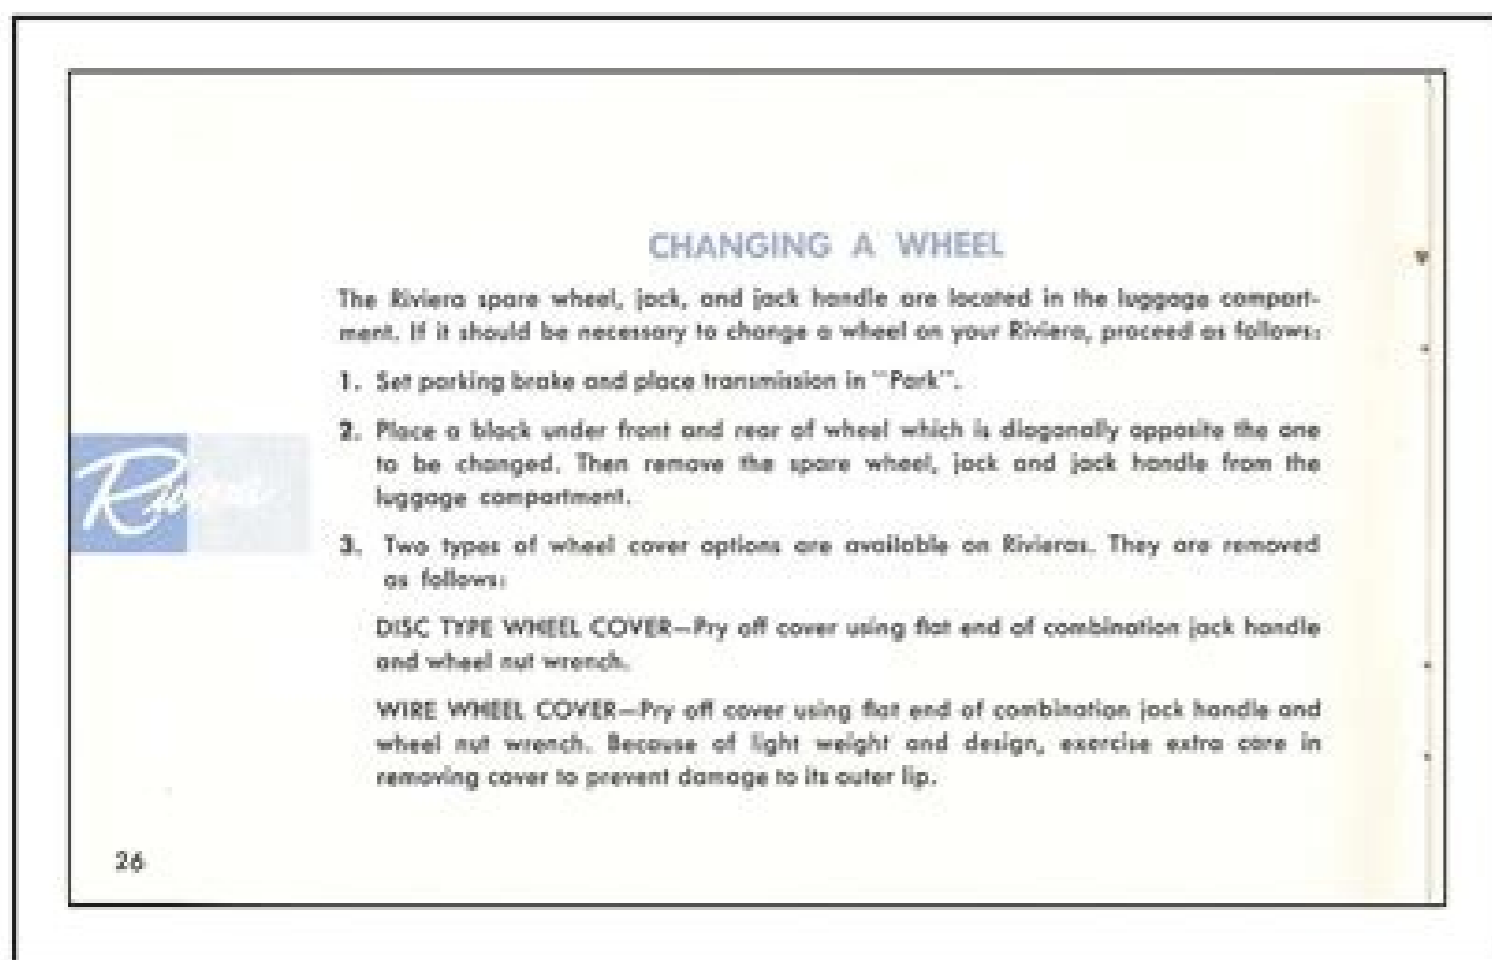 CHANGING A WHEEL
The Riviera spare wheel, jack, and jack handle are located in the luggage compart-
ment. If it should be necessary to change a wheel on your Riviera, proceed as follows:
1. Set parking brake and place transmission in "Park".
2. Place a block under front and rear of wheel which is diagonally opposite the one
to be changed. Then remove the spare wheel, jack and jack handle from the
luggage compartment.
Riviera
3. Two types of wheel cover options are available on Rivieras. They are removed
as follows:
DISC TYPE WHEEL COVER—Pry off cover using flat end of combination jack handle
and wheel nut wrench.
WIRE WHEEL COVER—Pry off cover using flat end of combination jack handle and
wheel nut wrench. Because of light weight and design, exercise extra care in
removing cover to prevent damage to its outer lip.
26